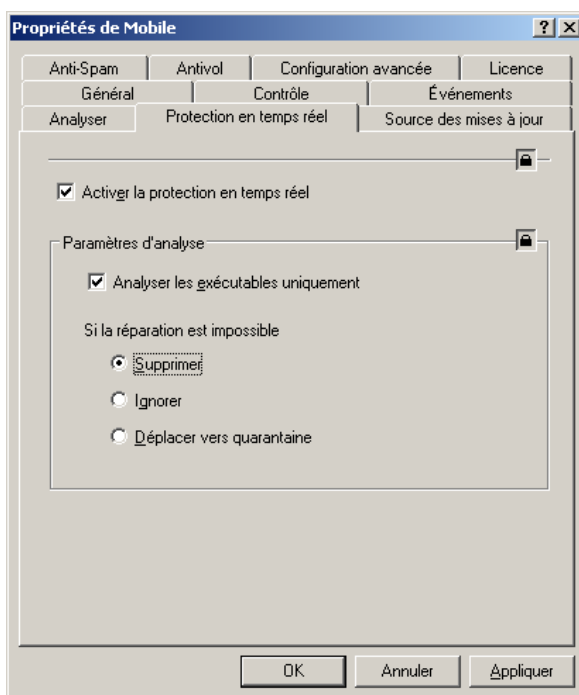 Propriétés de Mobile
Anti-Spam Antivol Configuration avancée Licence
Général Contrôle Événements
Analyser Protection en temps réel Source des mises à jour
Activer la protection en temps réel
Paramètres d'analyse
Analyser les exécutables uniquement
Si la réparation est impossible
Supprimer
Ignorer
Déplacer vers quarantaine
OK Annuler Appliquer